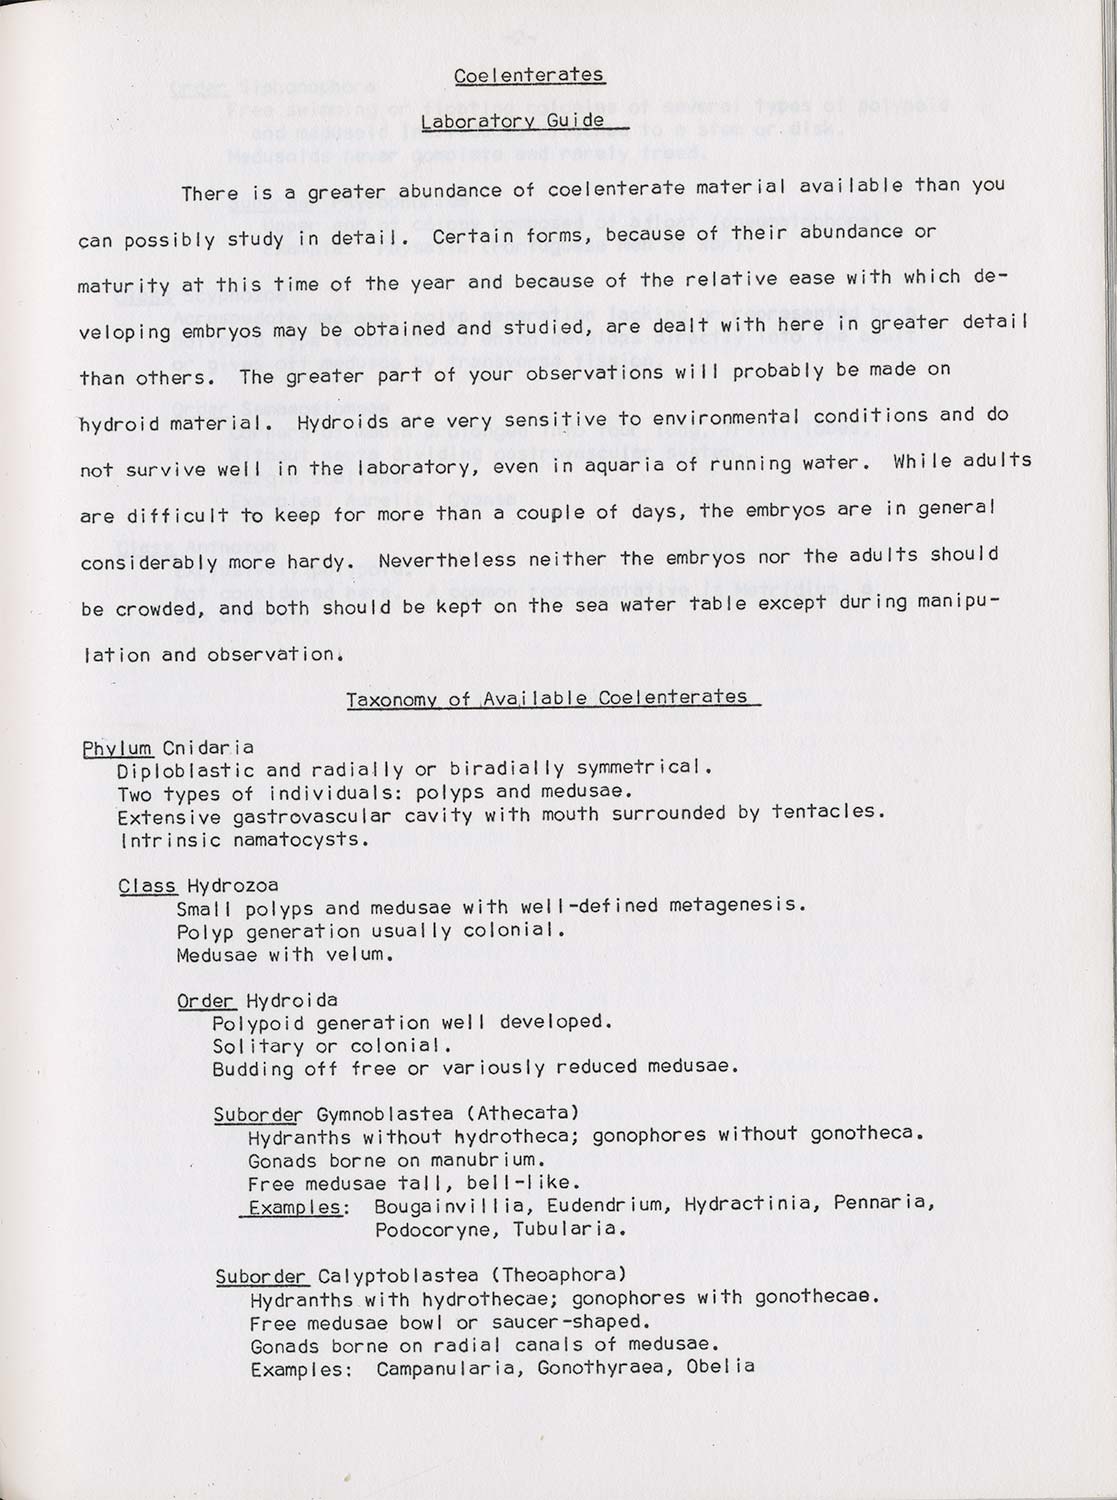 Coelenterates
Laboratory Guide
There is a greater abundance of coelenterate material available than you
can possibly study in detail. Certain forms, because of their abundance or
maturity at this time of the year and because of the relative ease with which de-
veloping embryos may be obtained and studied, are dealt with here in greater detail
than others. The greater part of your observations will probably be made on
hydroid material. Hydroids are very sensitive to environmental conditions and do
not survive well in the laboratory, even in aquaria of running water. While adults
are difficult to keep for more than a couple of days, the embryos are in general
considerably more hardy. Nevertheless neither the embryos nor the adults should
be crowded, and both should be kept on the sea water table except during manipu-
lation and observation.
Taxonomy of Available Coelenterates
Phylum Cnidaria
Diploblastic and radially or biradially symmetrical.
Two types of individuals: polyps and medusae.
Extensive gastrovascular cavity with mouth surrounded by tentacles.
Intrinsic namatocysts.
Class Hydrozoa
Small polyps and medusae with well-defined metagenesis.
Polyp generation usually colonial.
Medusae with velum.
Order Hydroida
Polypoid generation well developed.
Solitary or colonial.
Budding off free or variously reduced medusae.
Suborder Gymnoblastea (Athecata)
Hydranths without hydrotheca; gonophores without gonotheca.
Gonads borne on manubrium.
Free medusae tall, bell-like.
Examples: Bougainvillia, Eudendrium, Hydractinia, Pennaria,
Podocoryne, Tubularia.
Suborder Calyptoblastea (Theoaphora)
Hydranths with hydrothecae; gonophores with gonothecae.
Free medusae bowl or saucer-shaped.
Gonads borne on radial canals of medusae.
Examples: Campanularia, Gonothyraea, Obelia